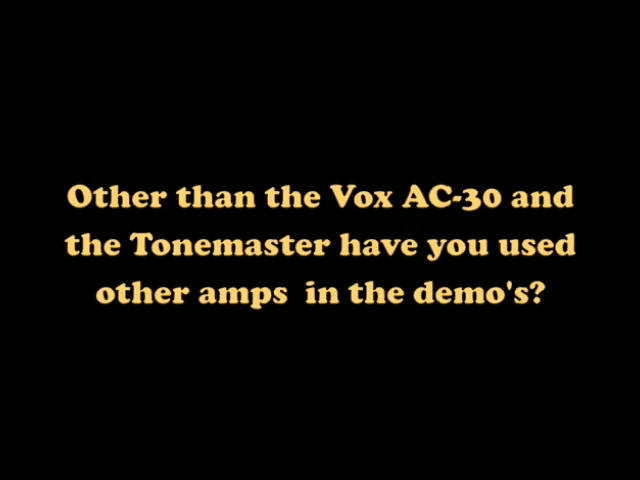 Other than the Vox AC-30 and
the Tonemaster have you used
other amps  in the demo's?